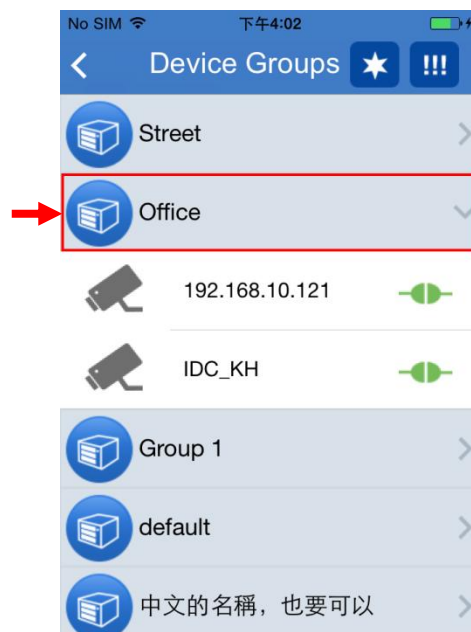 No SIM 下午4:02
Device Groups !!!
Street
Office
192.168.10.121
IDC_KH
Group 1
default
中文的名稱，也要可以